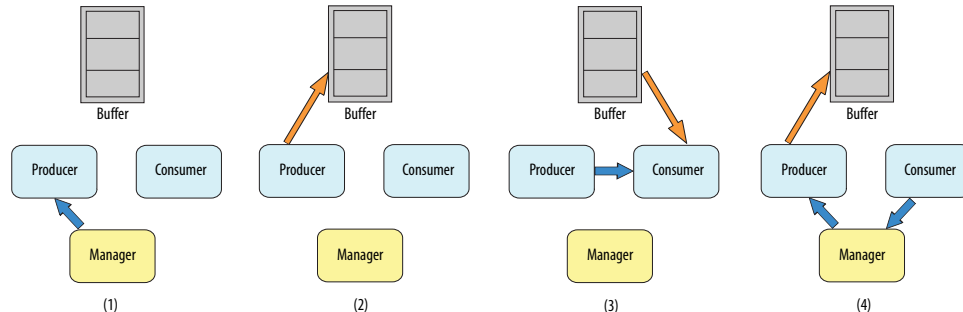 Buffer
Buffer
Buffer
Buffer
Producer
Consumer
Producer
Consumer
Producer
Consumer
Producer
Consumer
Manager
Manager
Manager
Manager
(1)
(2)
(3)
(4)